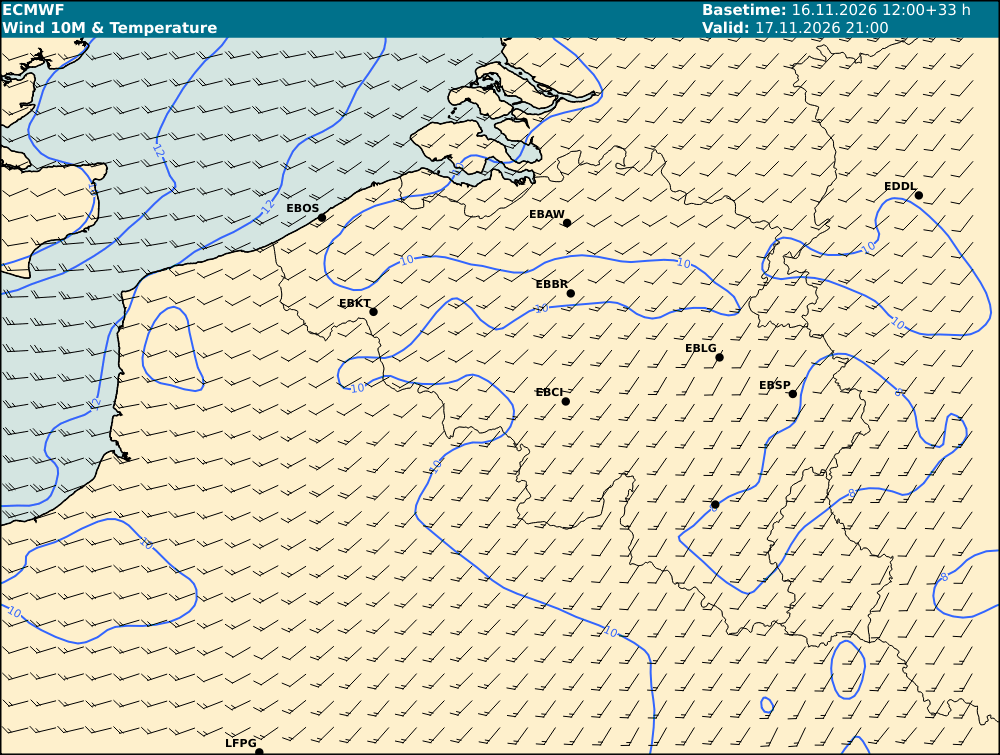 ECMWF
Basetime: 16.11.2026 12:00+33 h
Wind 10M & Temperature
Valid: 17.11.2026 21:00
12
12
12
EDDL
EBOS
EBAW
10
10
10
EBBR
EBKT
10
10
EBLG
10
EBCI
EBSP
8
12
10
8
10
8
10
10
LFPG